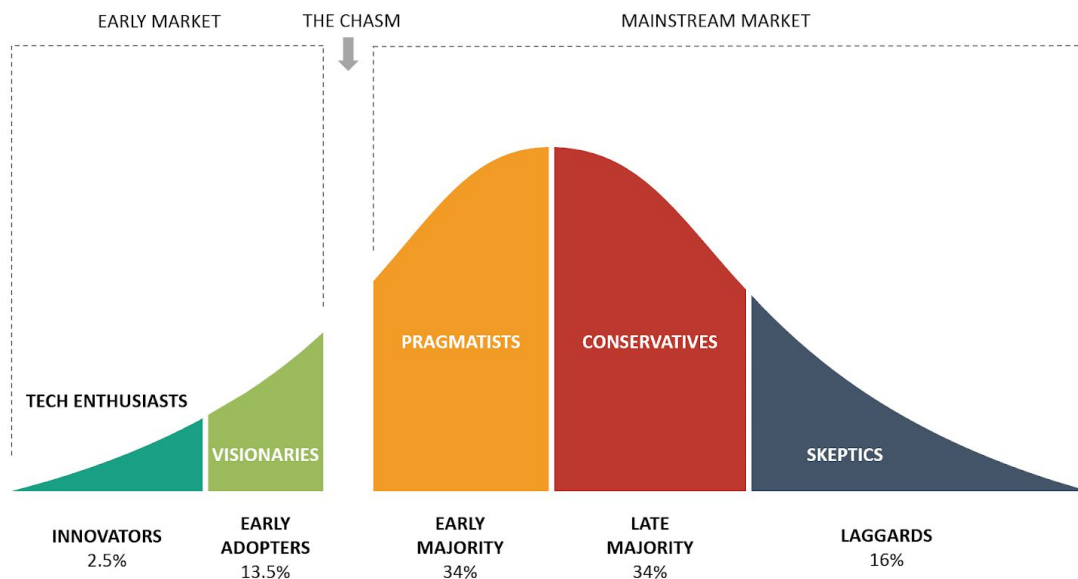 EARLY MARKET
THE CHASM
MAINSTREAM MARKET
PRAGMATISTS
CONSERVATIVES
TECH ENTHUSIASTS
VISIONARIES
SKEPTICS
INNOVATORS
2.5%
EARLY
ADOPTERS
13.5%
EARLY
MAJORITY
34%
LATE
MAJORITY
34%
LAGGARDS
16%